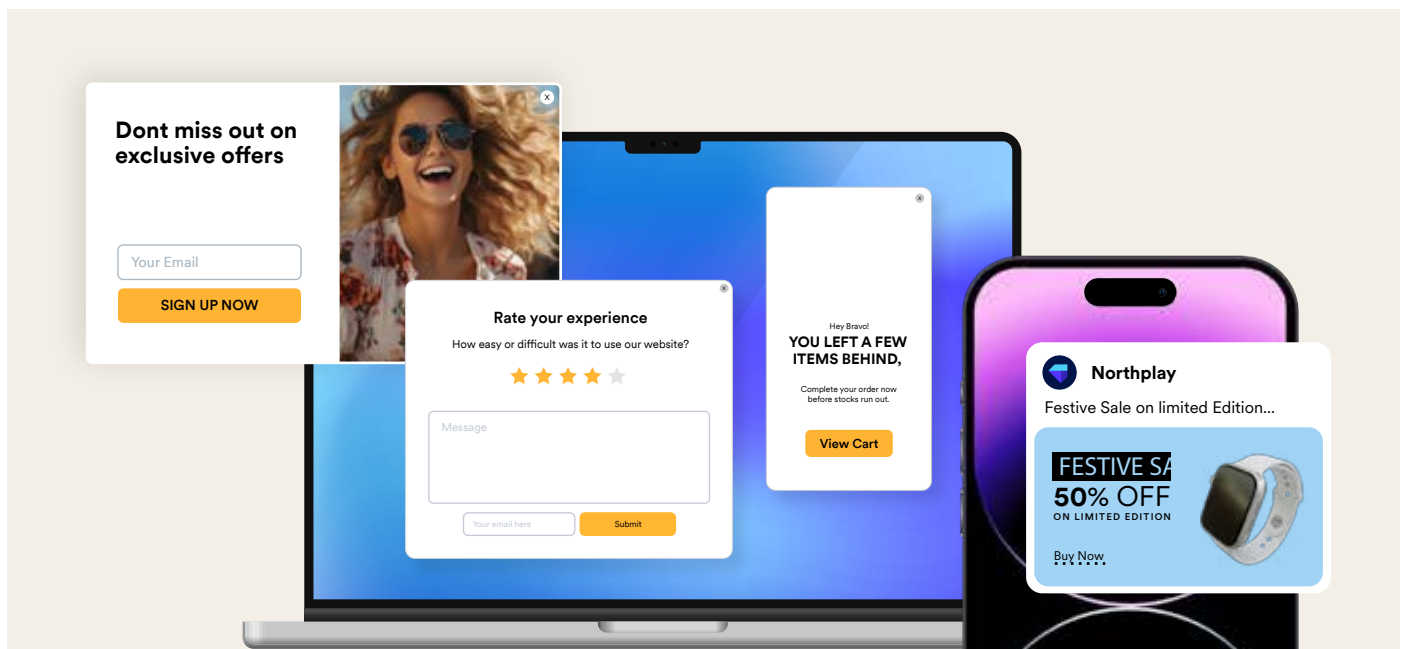 Dont miss out on
exclusive offers
X
Your Email
SIGN UP NOW
X
Rate your experience
How easy or difficult was it to use our website?
Message
Your email here
Submit
X
Hey Bravo!
YOU LEFT A FEW
ITEMS BEHIND,
Complete your order now
before stocks run out.
View Cart
Northplay
Festive Sale on limited Edition...
FESTIVE SA
50% OFF
ON LIMITED EDITION
Buy Now